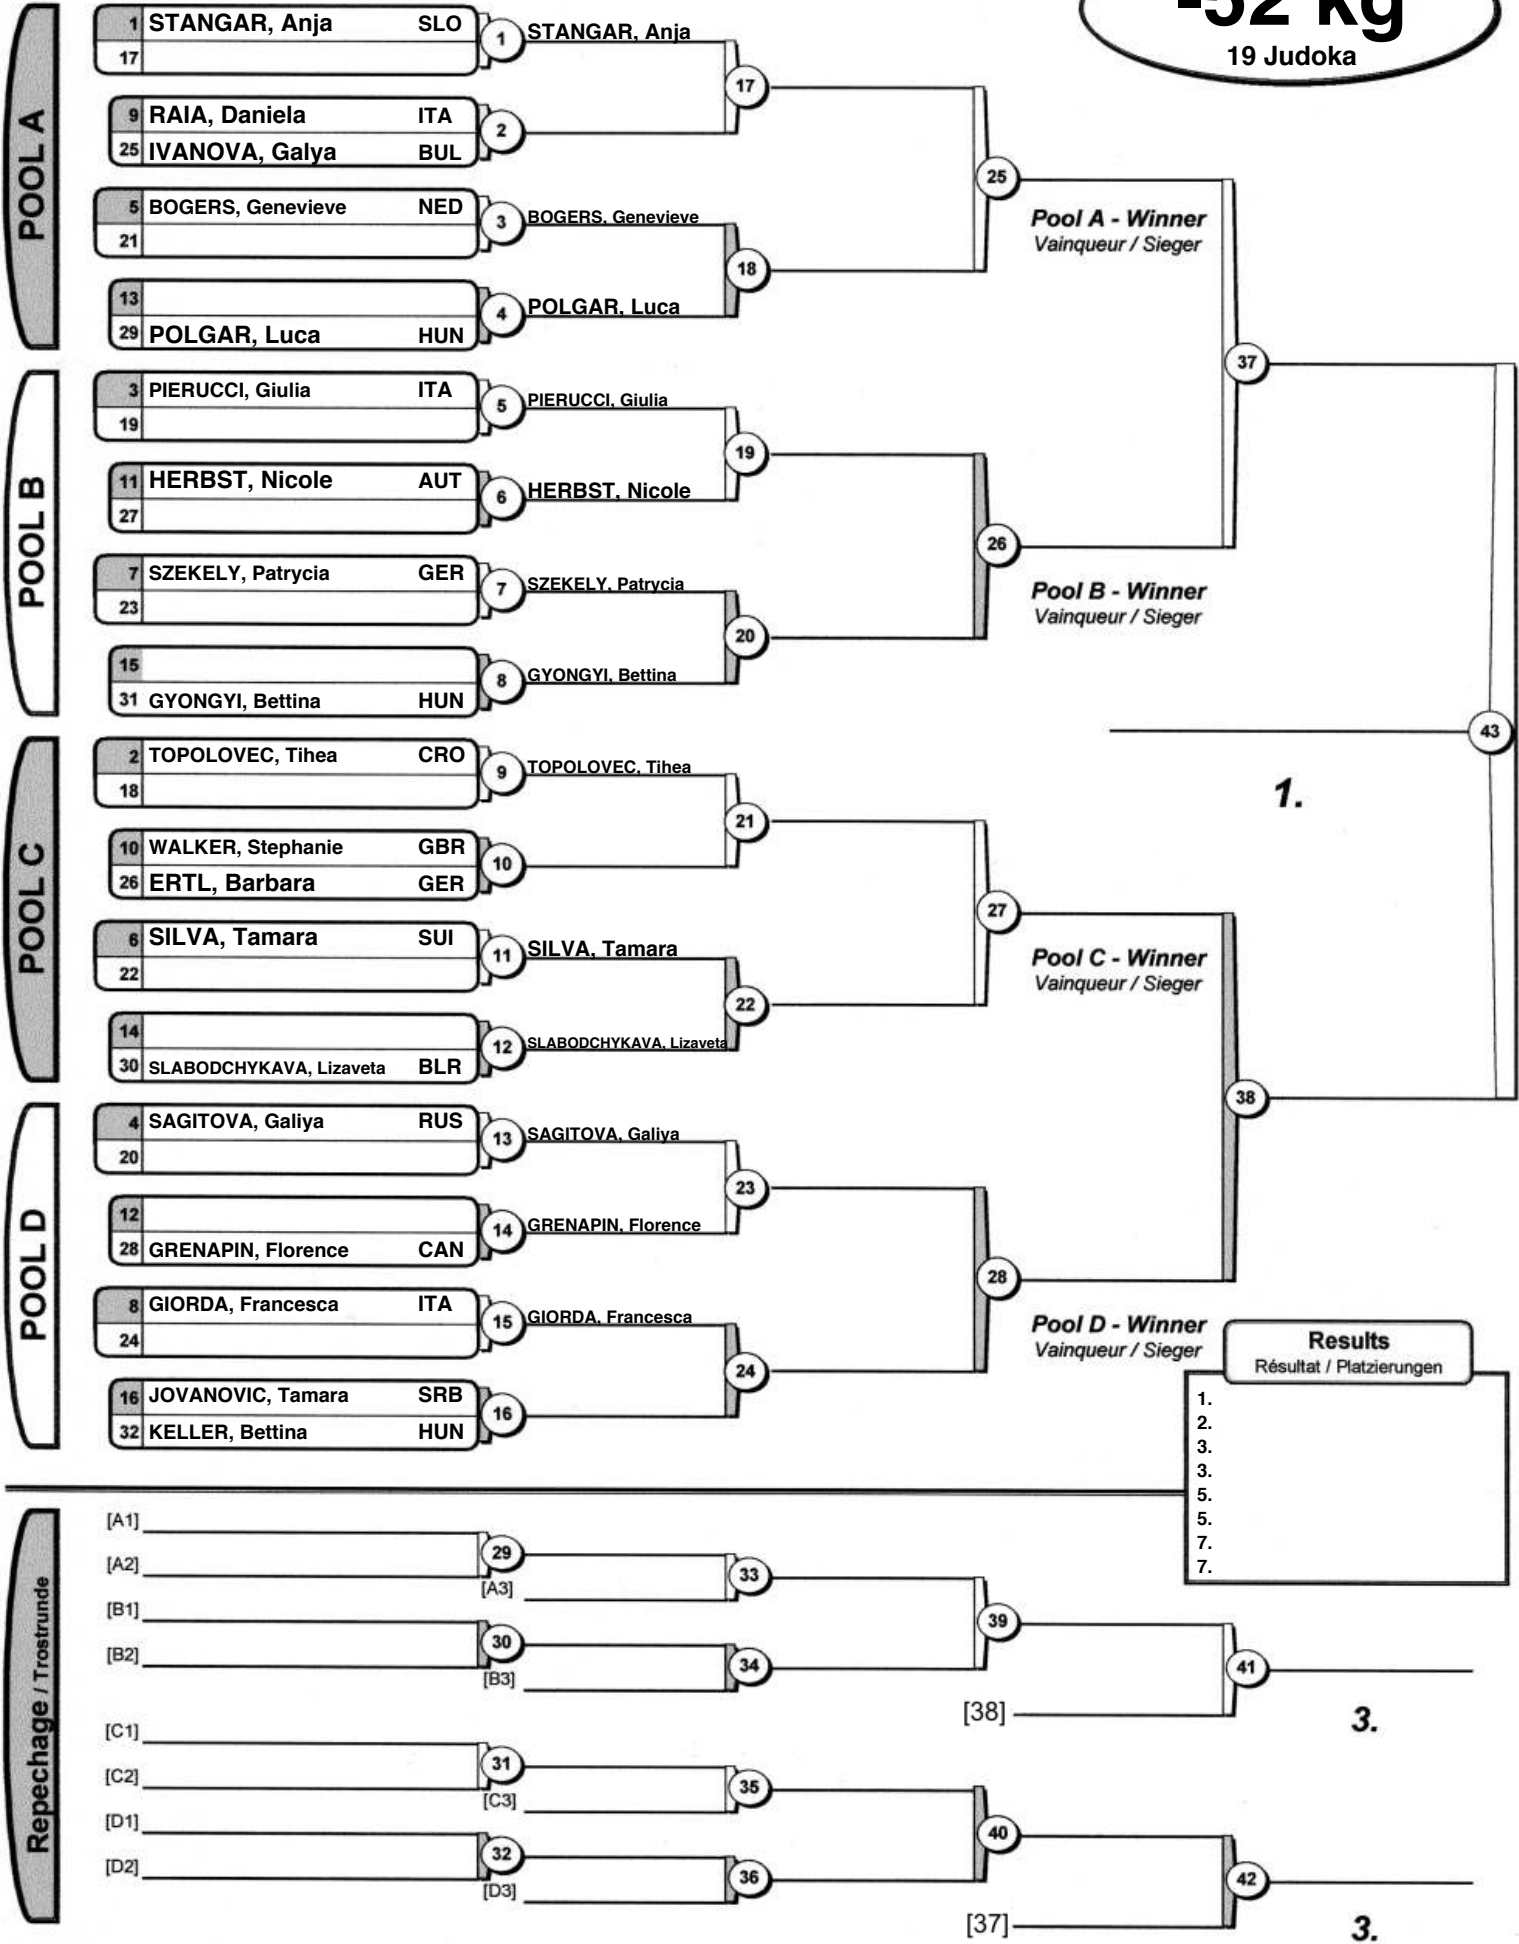 -52 kg
19 Judoka
POOL A
1 STANGAR, Anja SLO
17
1 STANGAR, Anja
17
9 RAIA, Daniela ITA
25 IVANOVA, Galya BUL
2
25
5 BOGERS, Genevieve NED
21
3 BOGERS, Genevieve
18
Pool A - Winner
Vainqueur / Sieger
13
29 POLGAR, Luca HUN
4 POLGAR, Luca
37
POOL B
3 PIERUCCI, Giulia ITA
19
5 PIERUCCI, Giulia
19
11 HERBST, Nicole AUT
27
6 HERBST, Nicole
26
7 SZEKELY, Patrycia GER
23
7 SZEKELY, Patrycia
20
Pool B - Winner
Vainqueur / Sieger
15
31 GYONGYI, Bettina HUN
8 GYONGYI, Bettina
43
1.
POOL C
2 TOPOLOVEC, Tihea CRO
18
9 TOPOLOVEC, Tihea
21
10 WALKER, Stephanie GBR
26 ERTL, Barbara GER
10
27
6 SILVA, Tamara SUI
22
11 SILVA, Tamara
22
Pool C - Winner
Vainqueur / Sieger
14
30 SLABODCHYKAVA, Lizaveta BLR
12 SLABODCHYKAVA, Lizaveta
38
POOL D
4 SAGITOVA, Galiya RUS
20
13 SAGITOVA, Galiya
23
12
28 GRENAPIN, Florence CAN
14 GRENAPIN, Florence
28
8 GIORDA, Francesca ITA
24
15 GIORDA, Francesca
24
Pool D - Winner
Vainqueur / Sieger
16 JOVANOVIC, Tamara SRB
32 KELLER, Bettina HUN
16
Results
Résultat / Platzierungen
1.
2.
3.
3.
5.
5.
7.
7.
Repechage / Trostrunde
[A1]
[A2]
29
[A3]
33
[B1]
[B2]
30
[B3]
34
39
[38]
41
3.
[C1]
[C2]
31
[C3]
35
[D1]
[D2]
32
[D3]
36
40
[37]
42
3.